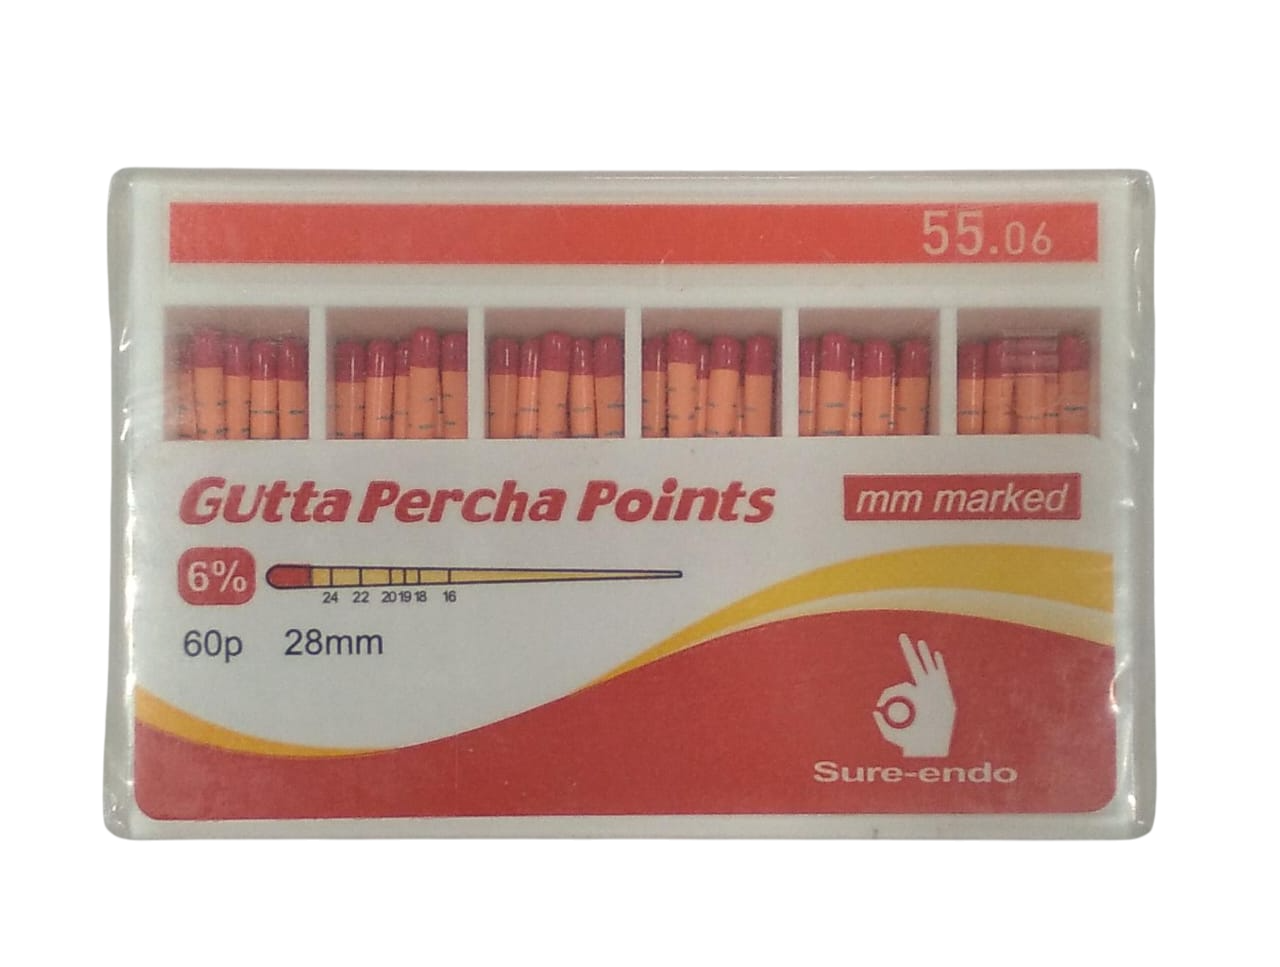 55.06
Gutta Percha Points
mm marked
6%
24 22 20 19 18 16
60p 28mm
Sure-endo